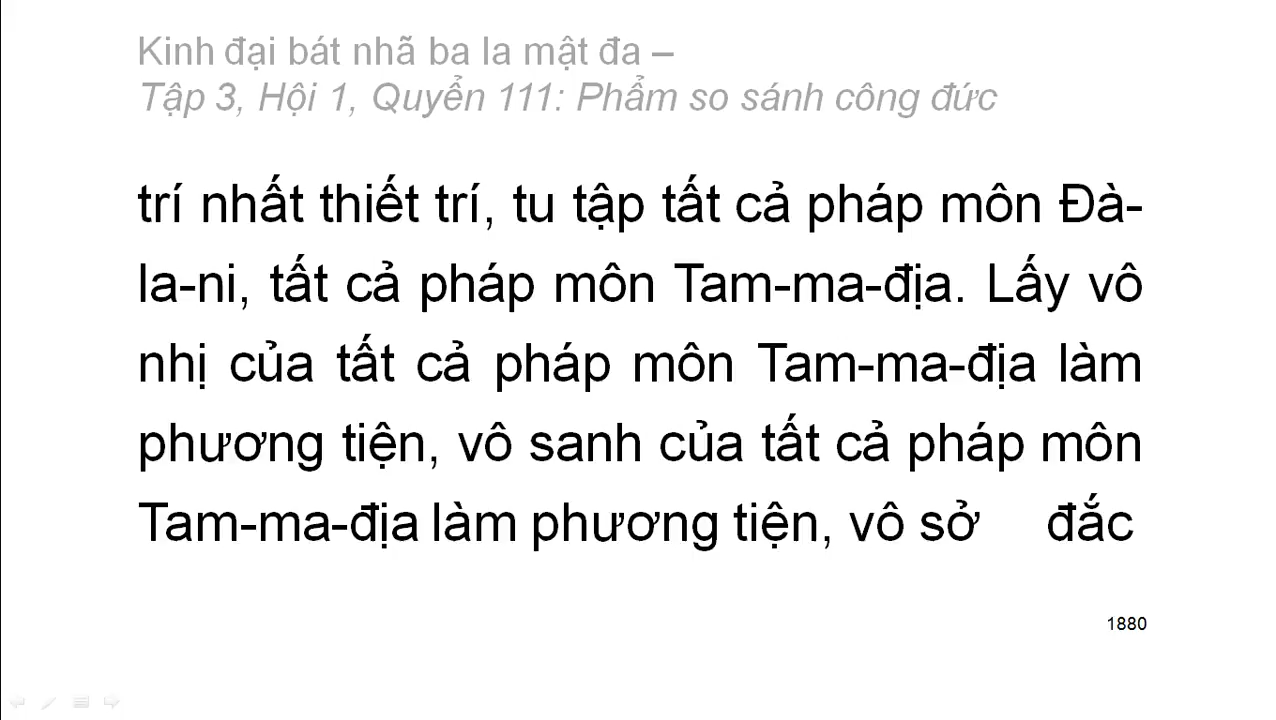 Kinh đại bát nhã ba la mật đa –
Tập 3, Hội 1, Quyển 111: Phẩm so sánh công đức
trí nhất thiết trí, tu tập tất cả pháp môn Đà-
la-ni, tất cả pháp môn Tam-ma-địa. Lấy vô
nhị của tất cả pháp môn Tam-ma-địa làm
phương tiện, vô sanh của tất cả pháp môn
Tam-ma-địa làm phương tiện, vô sở đắc
1880